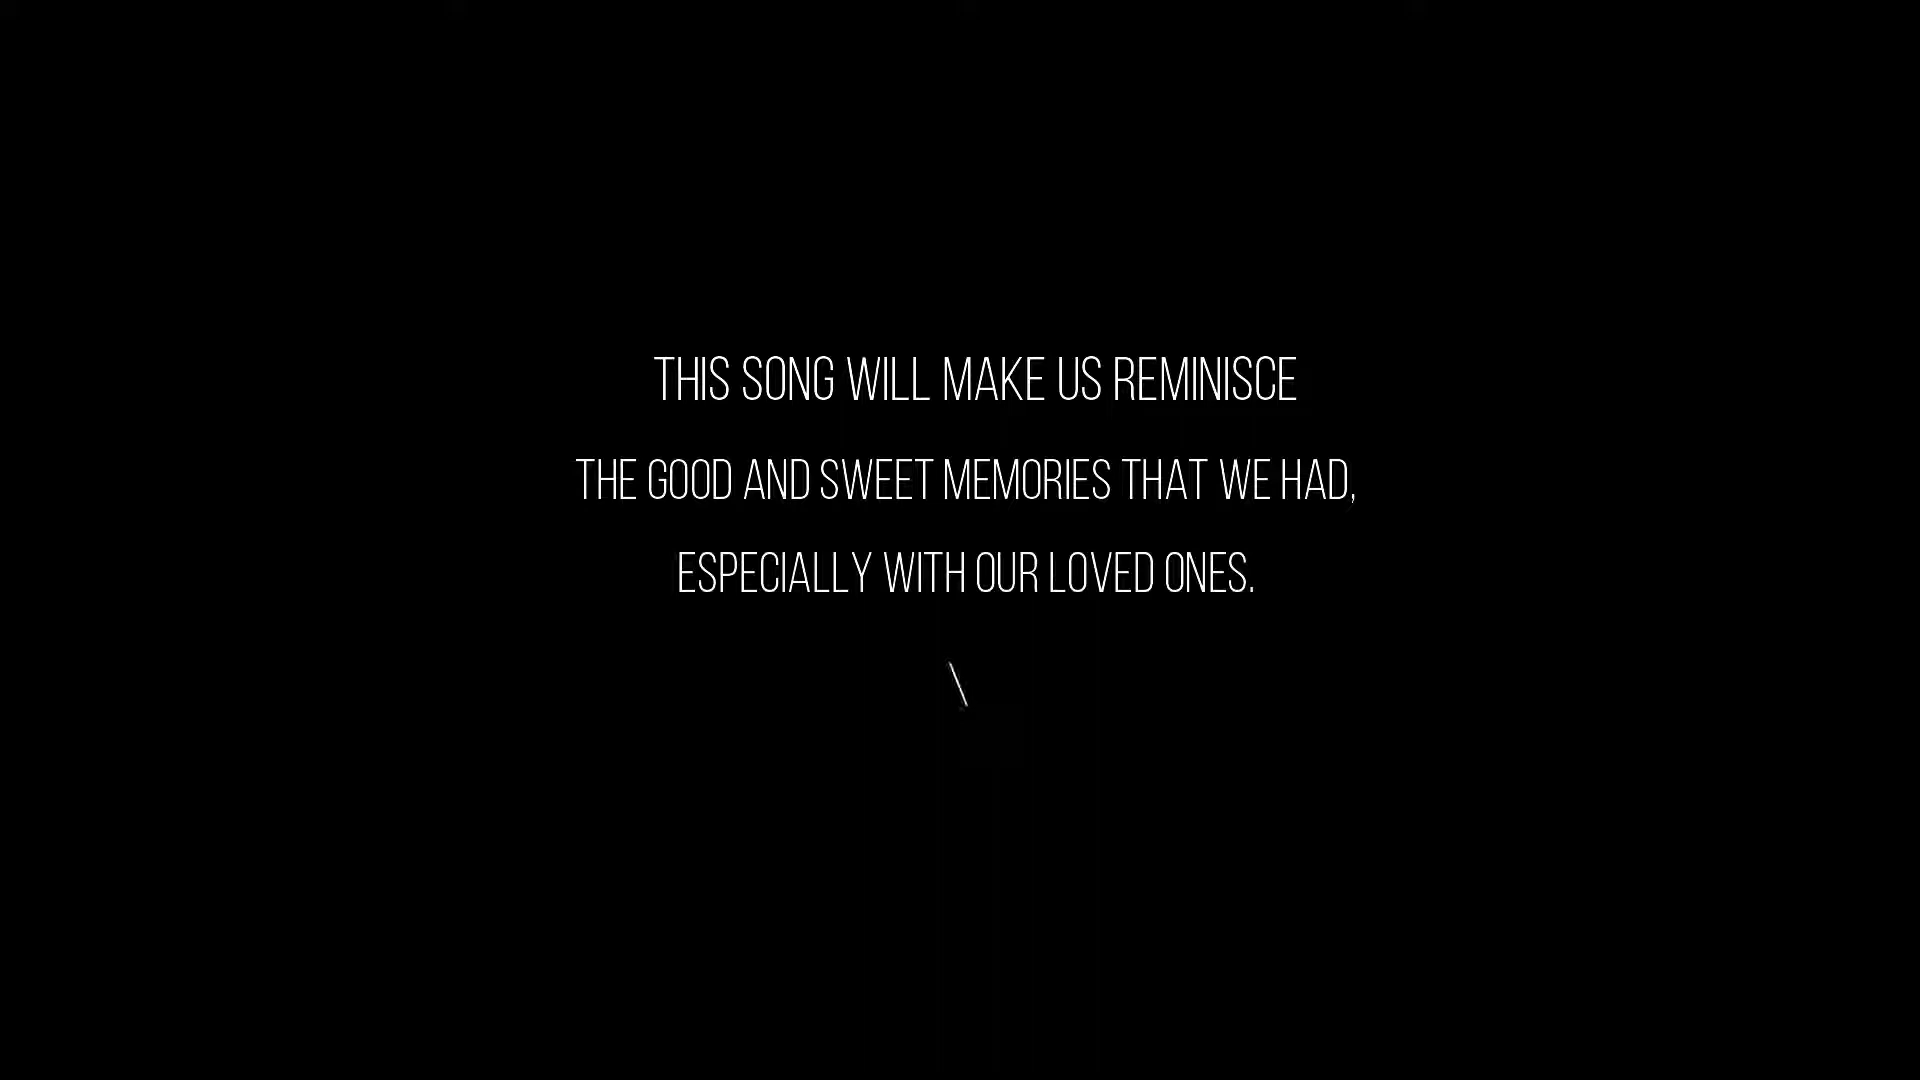 THIS SONG WILL MAKE US REMINISCE
THE GOOD AND SWEET MEMORIES THAT WE HAD,
ESPECIALLY WITH OUR LOVED ONES.
\